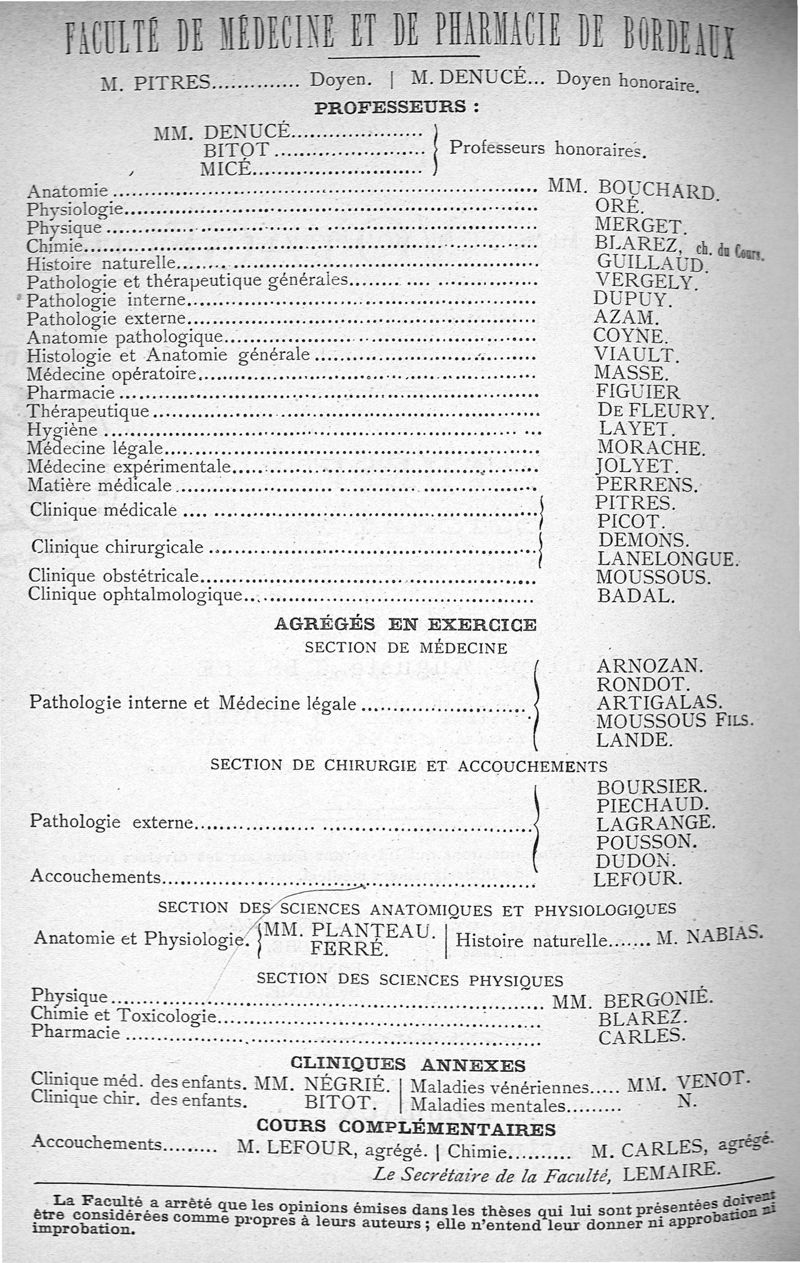 FACULTÉ DE MÉDECINE ET DE PHARMACIE DE BORDEAUX
M. PITRES............. Doyen. | M. DENUCÉ... Doyen honoraire.
PROFESSEURS :
MM. DENUCÉ....................
BITOT ....................... Professeurs honoraires.
MICÉ.........................
Anatomie ........................ MM. BOUCHARD.
Physiologie........................ ORÉ.
Physique ........................ MERGET.
Chimie........................ BLAREZ, ch. du Cours.
Histoire naturelle........................ GUILLAUD.
Pathologie et thérapeutique générales........................ VERGELY.
Pathologie interne........................ DUPUY.
Pathologie externe........................ AZAM.
Anatomie pathologique........................ COYNE.
Histologie et Anatomie générale ........................ VIAULT.
Médecine opératoire........................ MASSE.
Pharmacie ........................ FIGUIER
Thérapeutique ........................ DE FLEURY.
Hygiène ........................ LAYET.
Médecine légale........................ MORACHE.
Médecine expérimentale........................ JOLYET.
Matière médicale ........................ PERRENS.
Clinique médicale ........................ PITRES.
PICOT.
Clinique chirurgicale ........................ DEMONS.
LANELONGUE.
Clinique obstétricale........................ MOUSSOUS.
Clinique ophtalmologique........................ BADAL.
AGRÉGÉS EN EXERCICE
SECTION DE MÉDECINE
Pathologie interne et Médecine légale ........................ ARNOZAN.
RONDOT.
ARTIGALAS.
MOUSSOUS FILS.
LANDE.
SECTION DE CHIRURGIE ET ACCOUCHEMENTS
Pathologie externe........................ BOURSIER.
PIECHAUD.
LAGRANGE.
POUSSON.
DUDON.
Accouchements........................ LEFOUR.
SECTION DES SCIENCES ANATOMIQUES ET PHYSIOLOGIQUES
Anatomie et Physiologie. MM. PLANTEAU. | Histoire naturelle....... M. NABIAS.
FERRÉ.
SECTION DES SCIENCES PHYSIQUES
Physique........................ MM. BERGONIÉ.
Chimie et Toxicologie........................ BLAREZ.
Pharmacie ........................ CARLES.
CLINIQUES ANNEXES
Clinique méd. des enfants. MM. NÉGRIÉ. | Maladies vénériennes..... MM. VENOT.
Clinique chir. des enfants. BITOT. | Maladies mentales......... N.
COURS COMPLÉMENTAIRES
Accouchements......... M. LEFOUR, agrégé. | Chimie.......... M. CARLES, agrégé.
Le Secrétaire de la Faculté, LEMAIRE.
La Faculté a arrêté que les opinions émises dans les thèses qui lui sont présentées doivent
être considérées comme propres à leurs auteurs ; elle n'entend leur donner ni approbation ni
improbation.